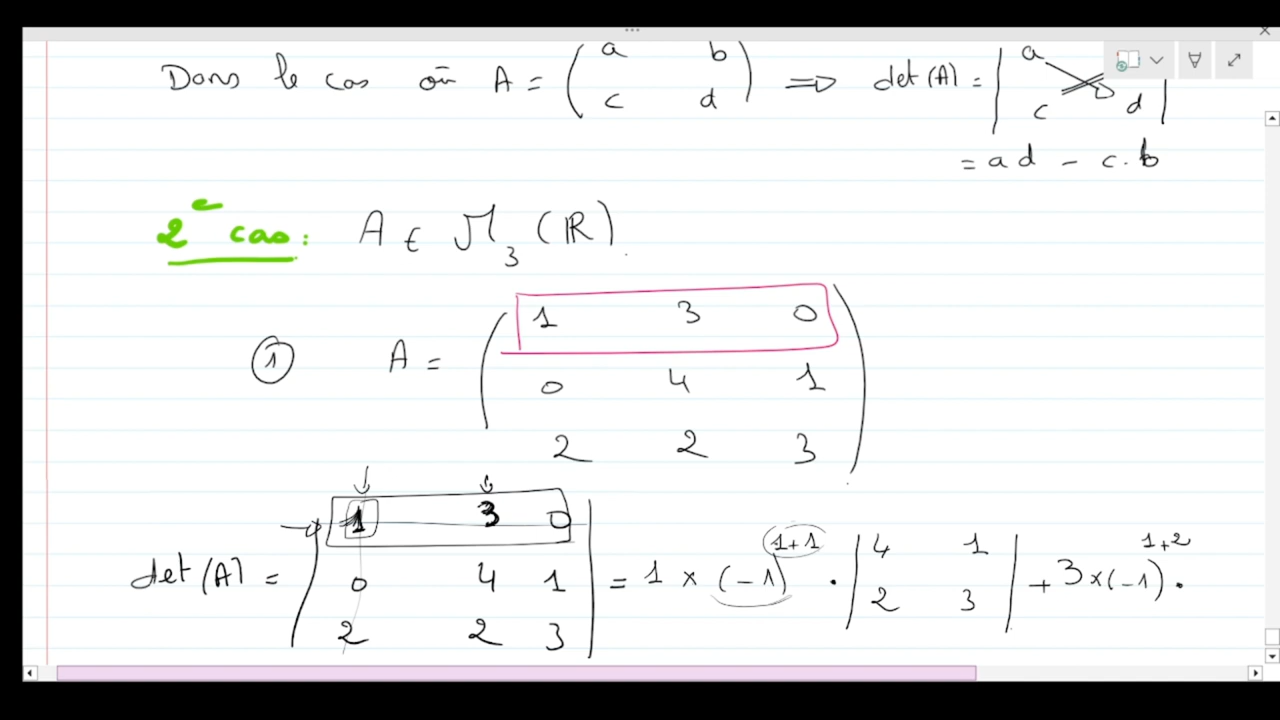 Dans le cas où A = ( a b ) ⟹ det(A) = | a
( c d ) | c d |
= ad - c.b
2e cas : A ∈ M3 (ℝ).
( 1 3 0 )
① A = ( 0 4 1 )
( 2 2 3 )
| 1 3 0 |
det(A) = | 0 4 1 | = 1 × (-1)^{1+1} · | 4 1 | + 3 × (-1)^{1+2} ·
| 2 2 3 | | 2 3 |